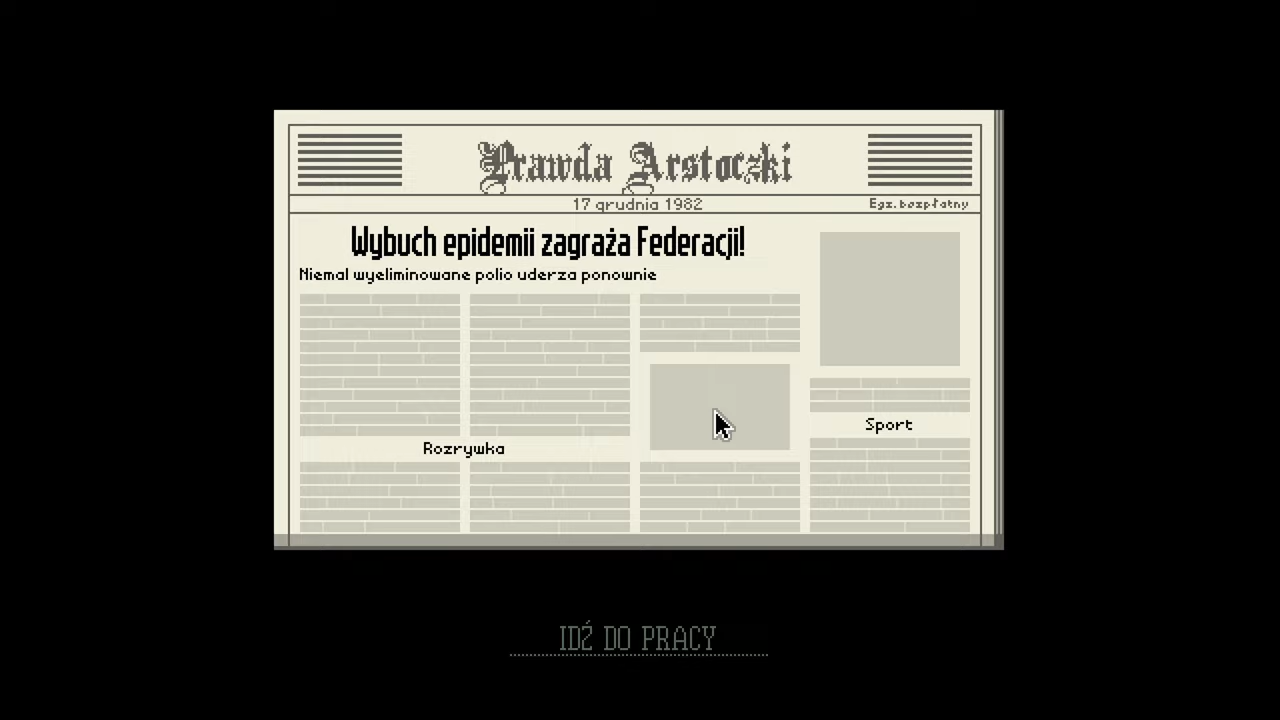 Prawda Arstoczki
17 grudnia 1982
Egz. bezpłatny
Wybuch epidemii zagraża Federacji!
Niemal wyeliminowane polio uderza ponownie
Sport
Rozrywka
IDŹ DO PRACY